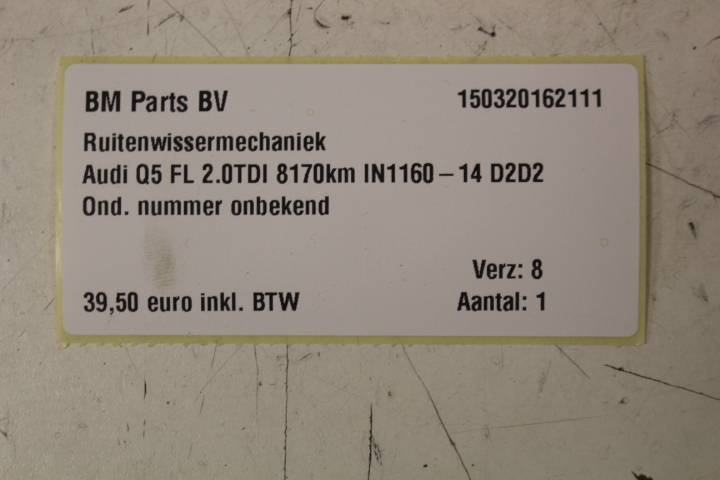 BM Parts BV 150320162111
Ruitenwissermechaniek
Audi Q5 FL 2.0TDI 8170km IN1160-14 D2D2
Ond. nummer onbekend
Verz: 8
39,50 euro inkl. BTW Aantal: 1